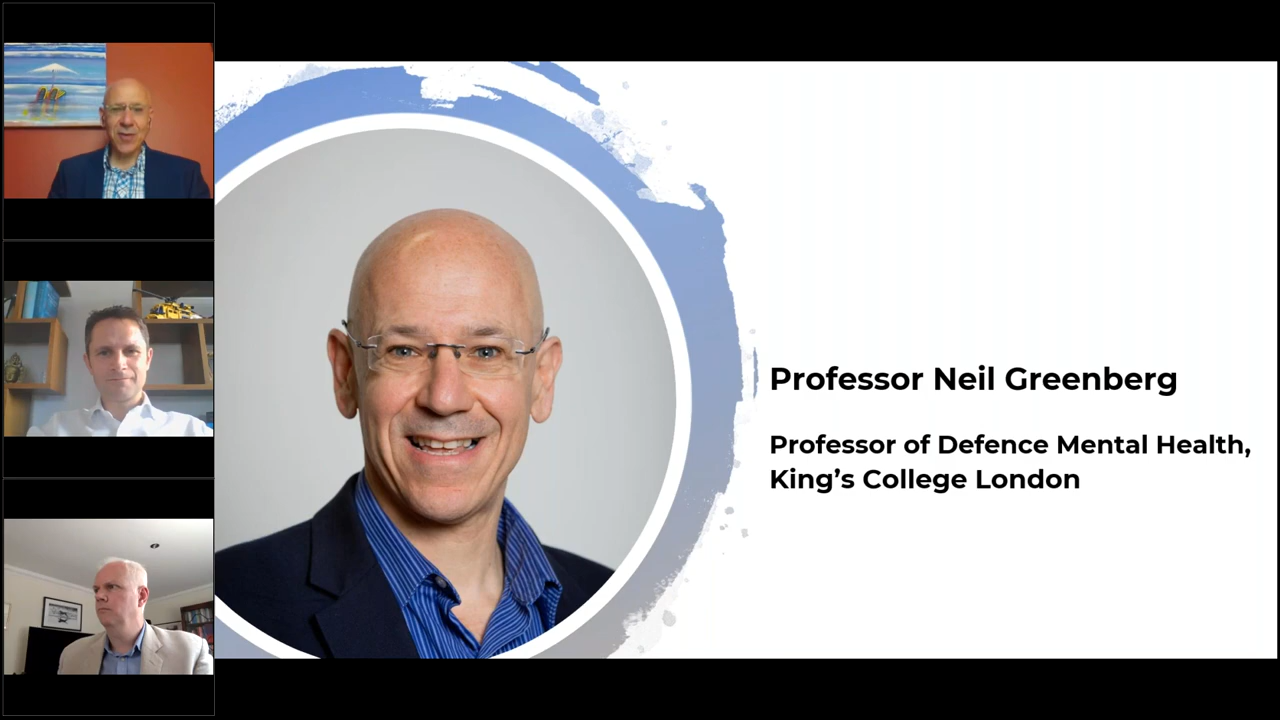 Professor Neil Greenberg
Professor of Defence Mental Health,
King's College London